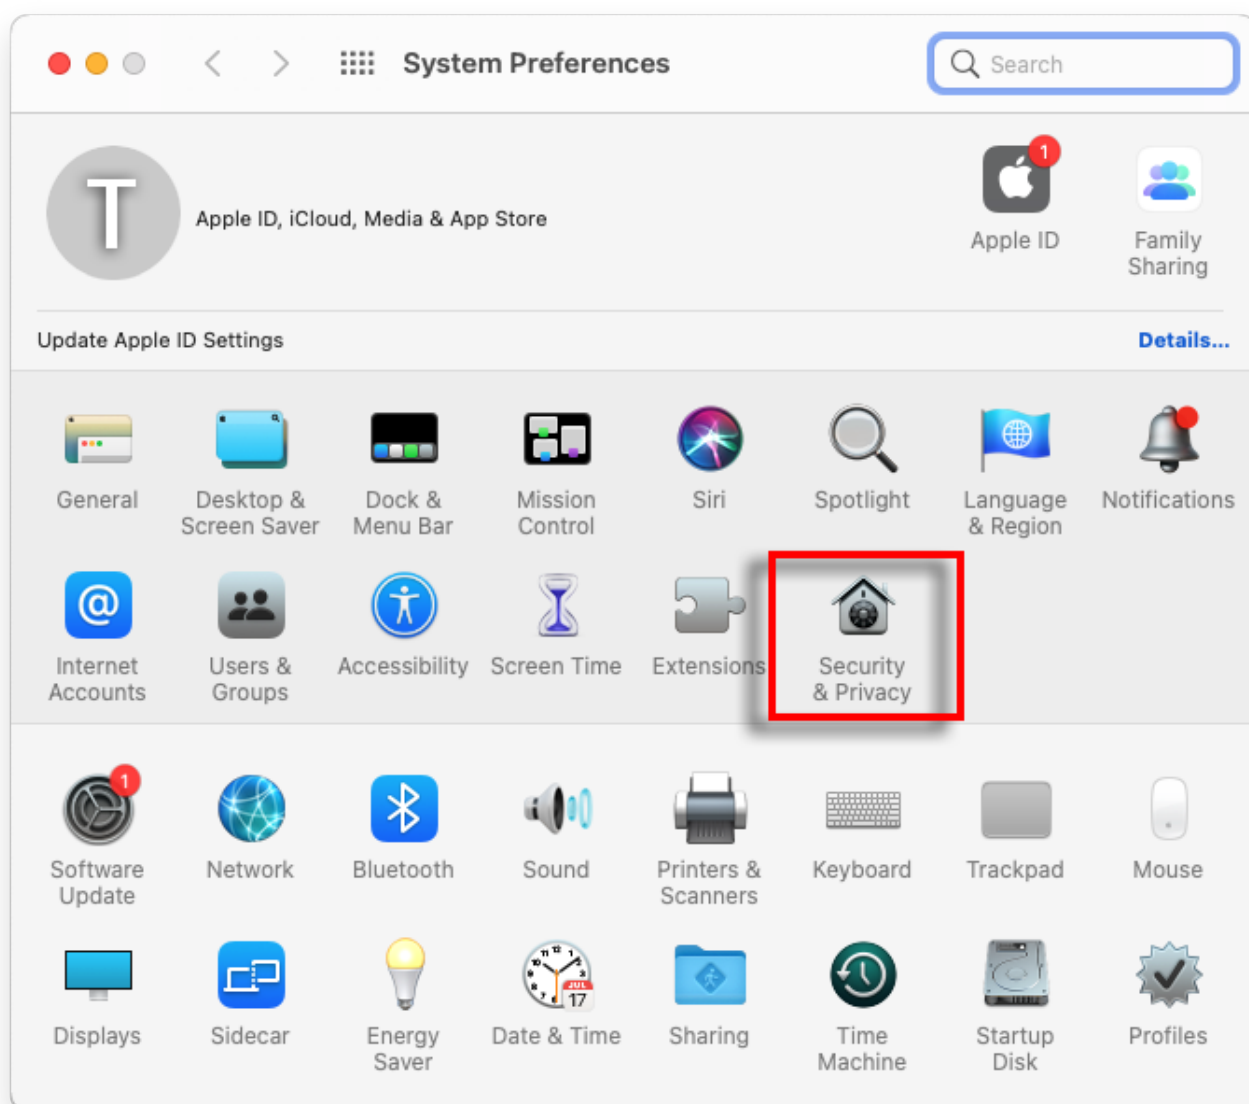 System Preferences
Search
T
Apple ID, iCloud, Media & App Store
1
Apple ID
Family
Sharing
Update Apple ID Settings
Details...
General
Desktop &
Screen Saver
Dock &
Menu Bar
Mission
Control
Siri
Spotlight
Language
& Region
Notifications
@
Internet
Accounts
Users &
Groups
Accessibility
Screen Time
Extensions
Security
& Privacy
1
Software
Update
Network
Bluetooth
Sound
Printers &
Scanners
Keyboard
Trackpad
Mouse
Displays
Sidecar
Energy
Saver
JUL
17
Date & Time
Sharing
Time
Machine
Startup
Disk
Profiles